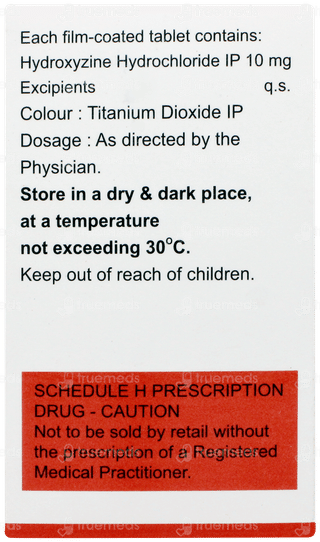 Each film-coated tablet contains:
Hydroxyzine Hydrochloride IP 10 mg
Excipients q.s.
Colour : Titanium Dioxide IP
Dosage : As directed by the
Physician.
Store in a dry & dark place,
at a temperature
not exceeding 30°C.
Keep out of reach of children.
SCHEDULE H PRESCRIPTION
DRUG - CAUTION
Not to be sold by retail without
the prescription of a Registered
Medical Practitioner.
truemeds